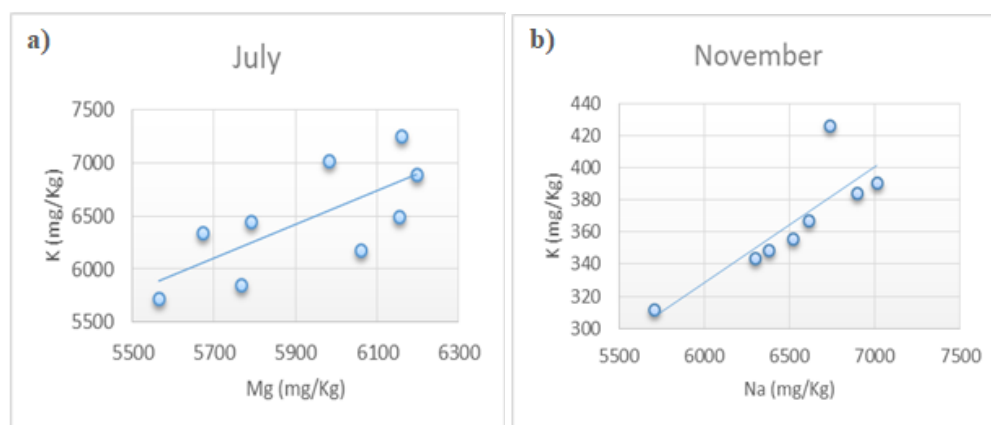 a)
July
7500
7000
6500
6000
5500
K (mg/Kg)
5500 5700 5900 6100 6300
Mg (mg/Kg)
b)
November
440
420
400
380
360
340
320
300
K (mg/Kg)
5500 6000 6500 7000 7500
Na (mg/Kg)